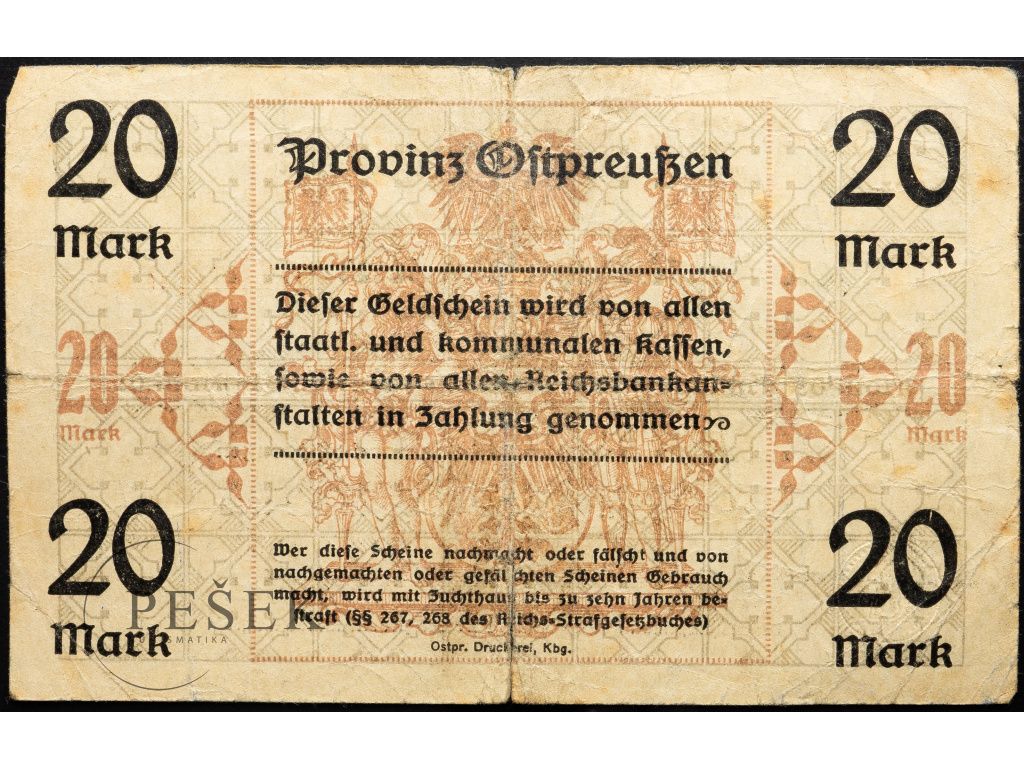 20 20
Mark Mark
Provinz Ostpreußen
Dieser Geldschein wird von allen
staatl. und kommunalen Kassen,
sowie von allen Reichsbankan-
stalten in Zahlung genommen
20 20
Mark Mark
20 20
Mark Mark
Wer diese Scheine nachmacht oder fälscht und von
nachgemachten oder gefälschten Scheinen Gebrauch
macht, wird mit Zuchthaus bis zu zehn Jahren be-
straft (§§ 267, 268 des Reichs-Strafgesetzbuches)
Ostpr. Druckerei, Kbg.
PEŠEK
NUMISMATIKA